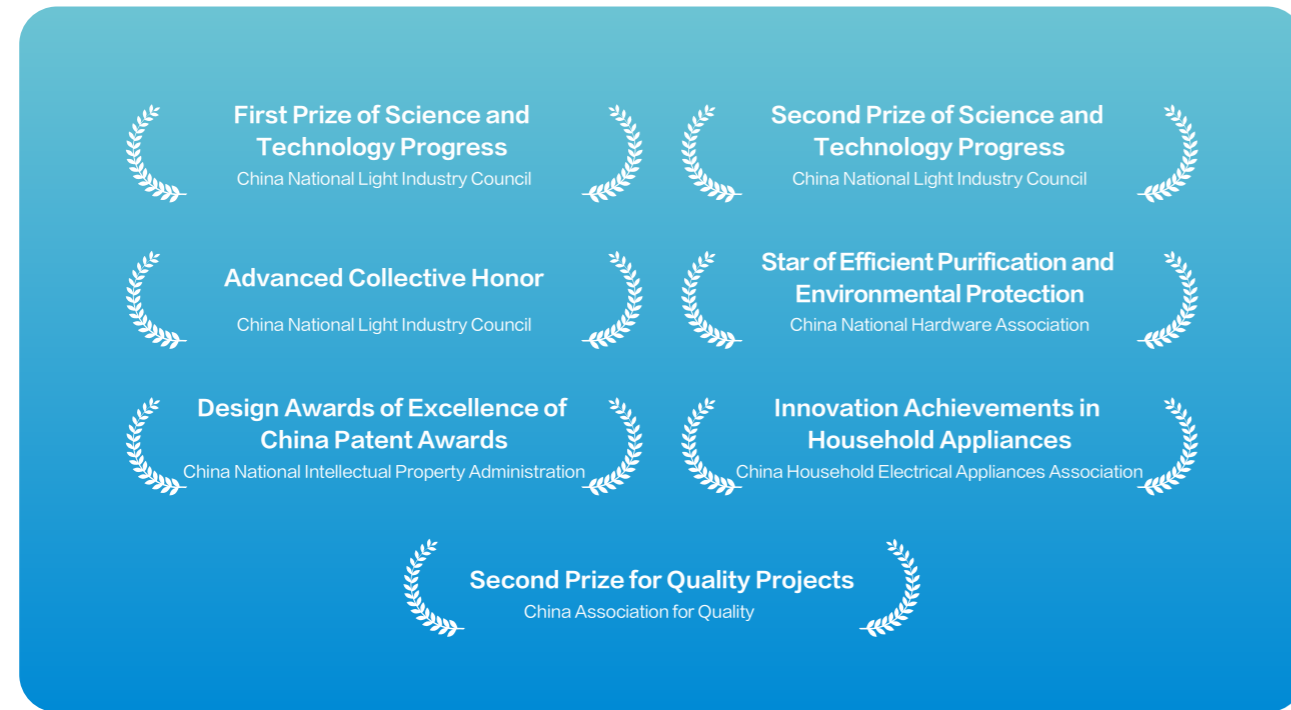 First Prize of Science and
Technology Progress
China National Light Industry Council
Second Prize of Science and
Technology Progress
China National Light Industry Council
Advanced Collective Honor
China National Light Industry Council
Star of Efficient Purification and
Environmental Protection
China National Hardware Association
Design Awards of Excellence of
China Patent Awards
China National Intellectual Property Administration
Innovation Achievements in
Household Appliances
China Household Electrical Appliances Association
Second Prize for Quality Projects
China Association for Quality